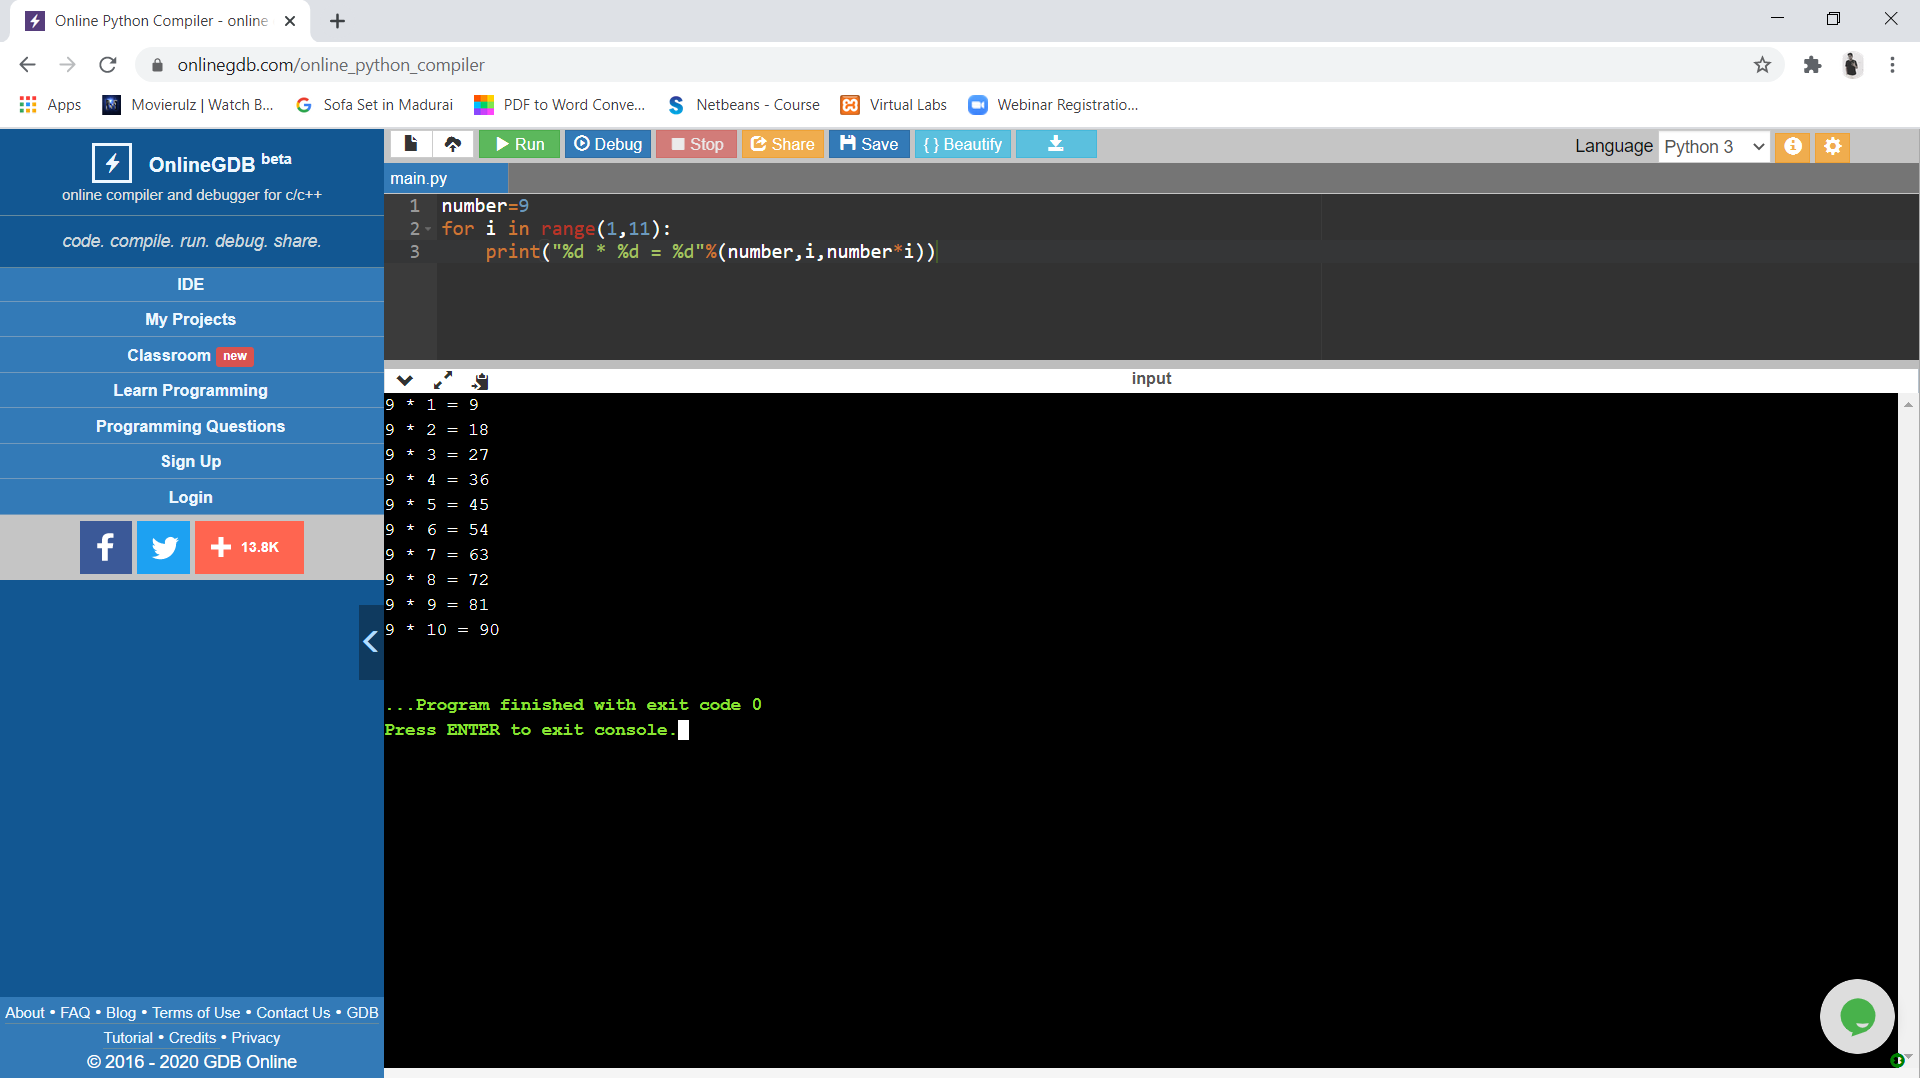 Online Python Compiler - online
onlinegdb.com/online_python_compiler
Apps Movierulz | Watch B... Sofa Set in Madurai PDF to Word Conve... Netbeans - Course Virtual Labs Webinar Registratio...
OnlineGDB beta
online compiler and debugger for c/c++
code. compile. run. debug. share.
IDE
My Projects
Classroom new
Learn Programming
Programming Questions
Sign Up
Login
13.8K
About • FAQ • Blog • Terms of Use • Contact Us • GDB
Tutorial • Credits • Privacy
© 2016 - 2020 GDB Online
Run Debug Stop Share Save { } Beautify
Language Python 3
main.py
1 number=9
2 for i in range(1,11):
3 print("%d * %d = %d"%(number,i,number*i))
input
9 * 1 = 9
9 * 2 = 18
9 * 3 = 27
9 * 4 = 36
9 * 5 = 45
9 * 6 = 54
9 * 7 = 63
9 * 8 = 72
9 * 9 = 81
9 * 10 = 90
...Program finished with exit code 0
Press ENTER to exit console.